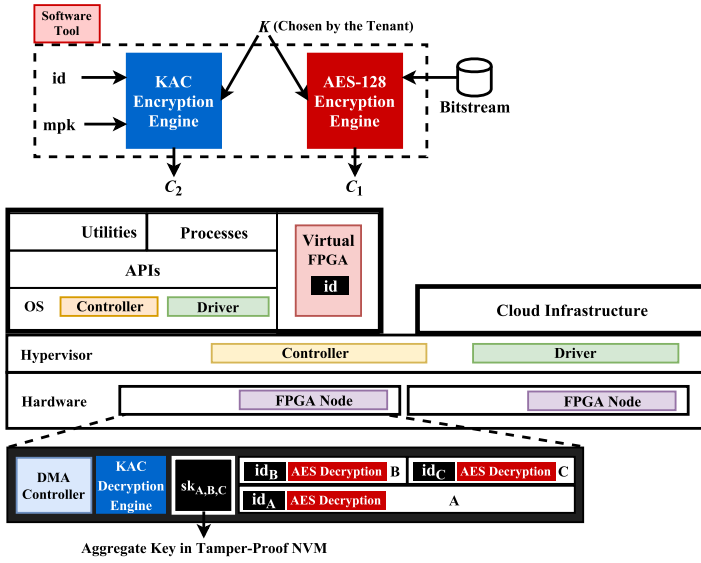 Software
Tool
K (Chosen by the Tenant)
id
mpk
KAC
Encryption
Engine
AES-128
Encryption
Engine
Bitstream
C2
C1
Utilities
Processes
APIs
OS
Controller
Driver
Virtual
FPGA
id
Cloud Infrastructure
Hypervisor
Controller
Driver
Hardware
FPGA Node
FPGA Node
DMA
Controller
KAC
Decryption
Engine
skA,B,C
idB AES Decryption B
idC AES Decryption C
idA AES Decryption A
Aggregate Key in Tamper-Proof NVM